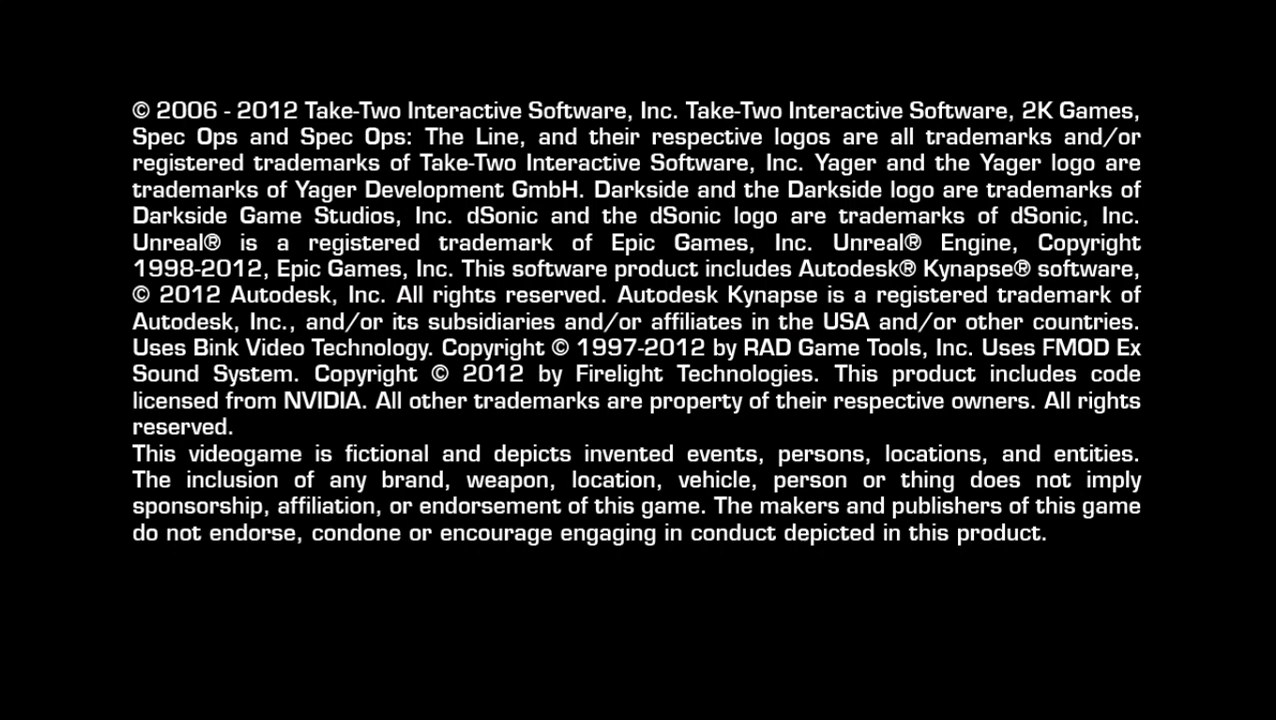 © 2006 - 2012 Take-Two Interactive Software, Inc. Take-Two Interactive Software, 2K Games,
Spec Ops and Spec Ops: The Line, and their respective logos are all trademarks and/or
registered trademarks of Take-Two Interactive Software, Inc. Yager and the Yager logo are
trademarks of Yager Development GmbH. Darkside and the Darkside logo are trademarks of
Darkside Game Studios, Inc. dSonic and the dSonic logo are trademarks of dSonic, Inc.
Unreal® is a registered trademark of Epic Games, Inc. Unreal® Engine, Copyright
1998-2012, Epic Games, Inc. This software product includes Autodesk® Kynapse® software,
© 2012 Autodesk, Inc. All rights reserved. Autodesk Kynapse is a registered trademark of
Autodesk, Inc., and/or its subsidiaries and/or affiliates in the USA and/or other countries.
Uses Bink Video Technology. Copyright © 1997-2012 by RAD Game Tools, Inc. Uses FMOD Ex
Sound System. Copyright © 2012 by Firelight Technologies. This product includes code
licensed from NVIDIA. All other trademarks are property of their respective owners. All rights
reserved.
This videogame is fictional and depicts invented events, persons, locations, and entities.
The inclusion of any brand, weapon, location, vehicle, person or thing does not imply
sponsorship, affiliation, or endorsement of this game. The makers and publishers of this game
do not endorse, condone or encourage engaging in conduct depicted in this product.